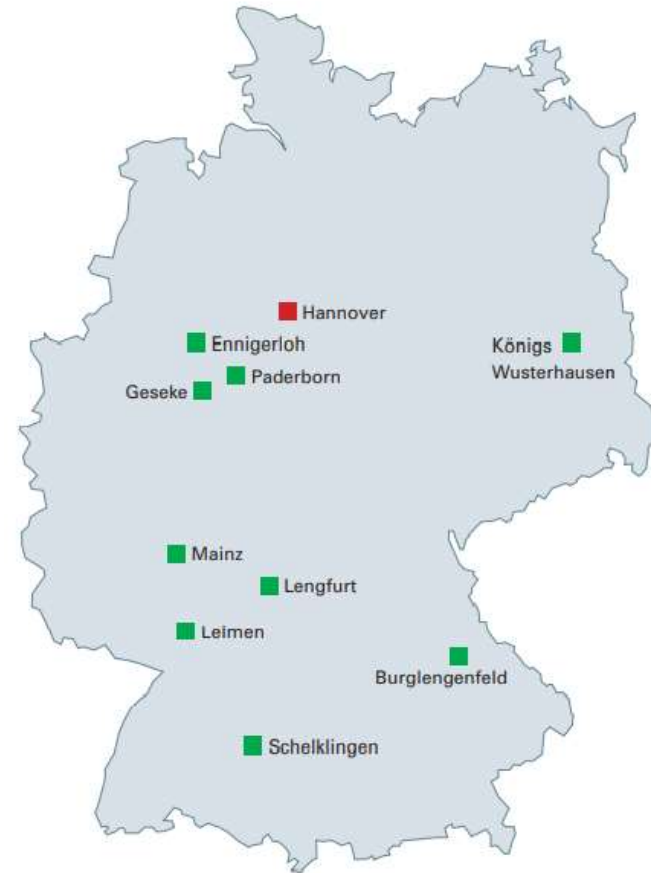 Hannover
Ennigerloh
Königs
Wusterhausen
Paderborn
Geseke
Mainz
Lengfurt
Leimen
Burglengenfeld
Schelklingen